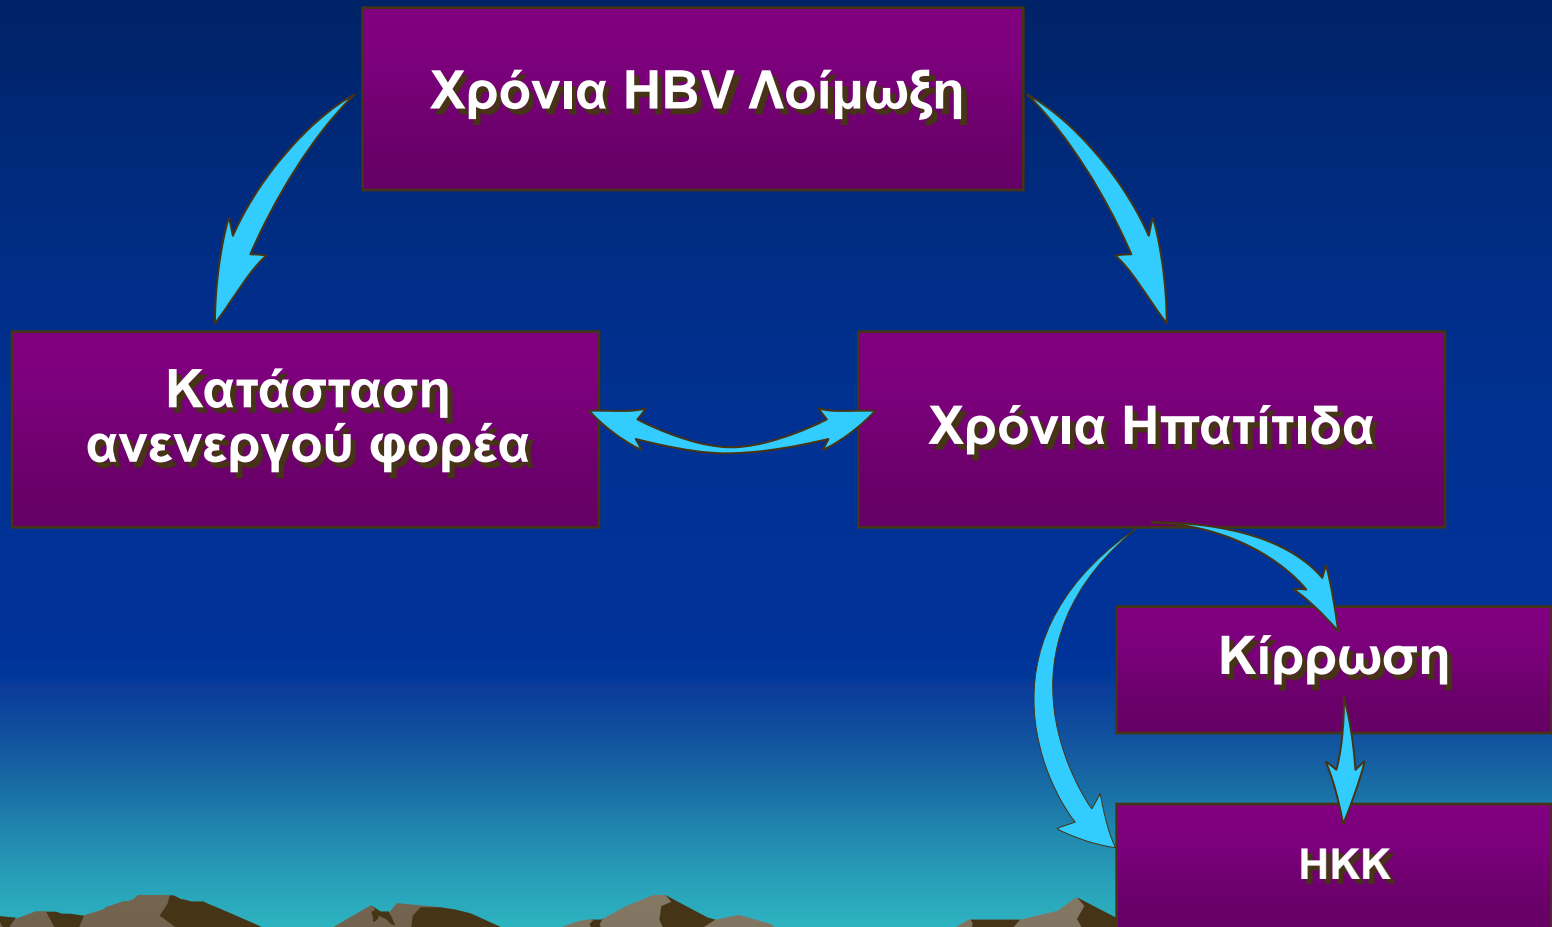 Χρόνια HBV Λοίμωξη
Κατάσταση
ανενεργού φορέα
Χρόνια Ηπατίτιδα
Κίρρωση
ΗΚΚ